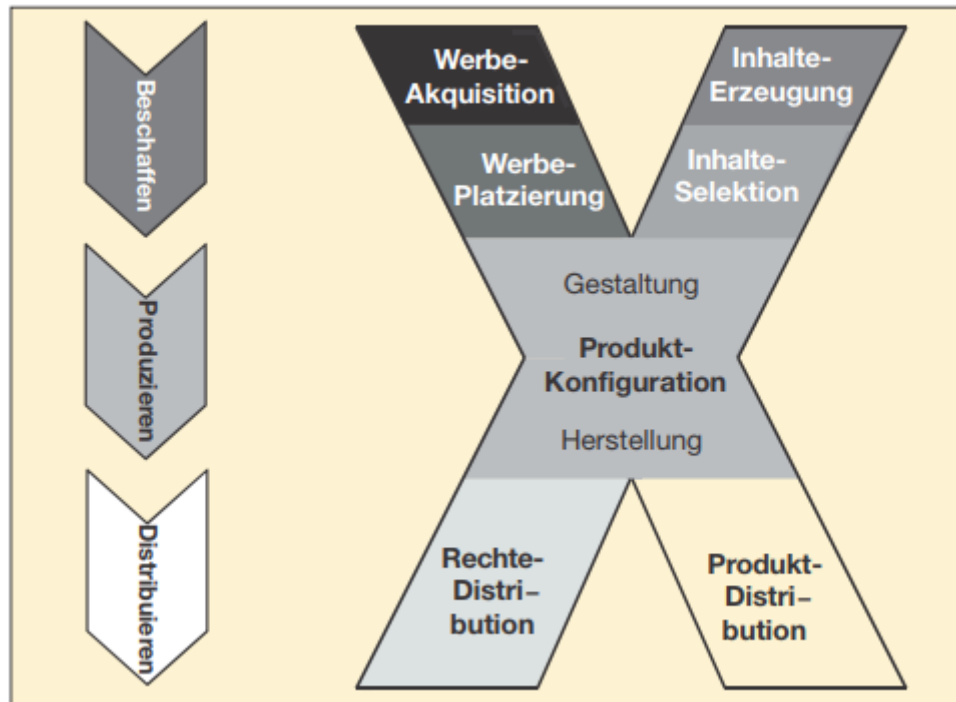 Beschaffen
Werbe-
Akquisition
Inhalte-
Erzeugung
Werbe-
Platzierung
Inhalte-
Selektion
Produzieren
Gestaltung
Produkt-
Konfiguration
Herstellung
Distribuieren
Rechte-
Distri–
bution
Produkt-
Distri–
bution